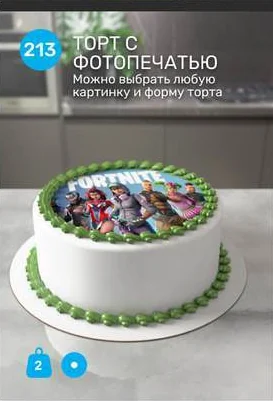 213
ТОРТ С
ФОТОПЕЧАТЬЮ
Можно выбрать любую
картинку и форму торта
FORTNITE
2